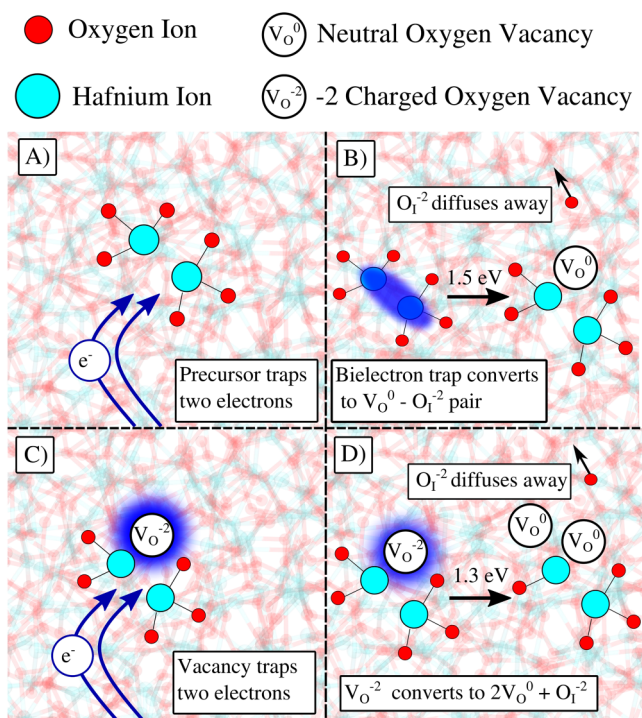 Oxygen Ion
V_O^0 Neutral Oxygen Vacancy
Hafnium Ion
V_O^-2 -2 Charged Oxygen Vacancy
A)
e-
Precursor traps
two electrons
B)
O_I^-2 diffuses away
1.5 eV
V_O^0
Bielectron trap converts
to V_O^0 - O_I^-2 pair
C)
V_O^-2
e-
Vacancy traps
two electrons
D)
O_I^-2 diffuses away
V_O^0
V_O^0
V_O^-2
1.3 eV
V_O^-2 converts to 2V_O^0 + O_I^-2